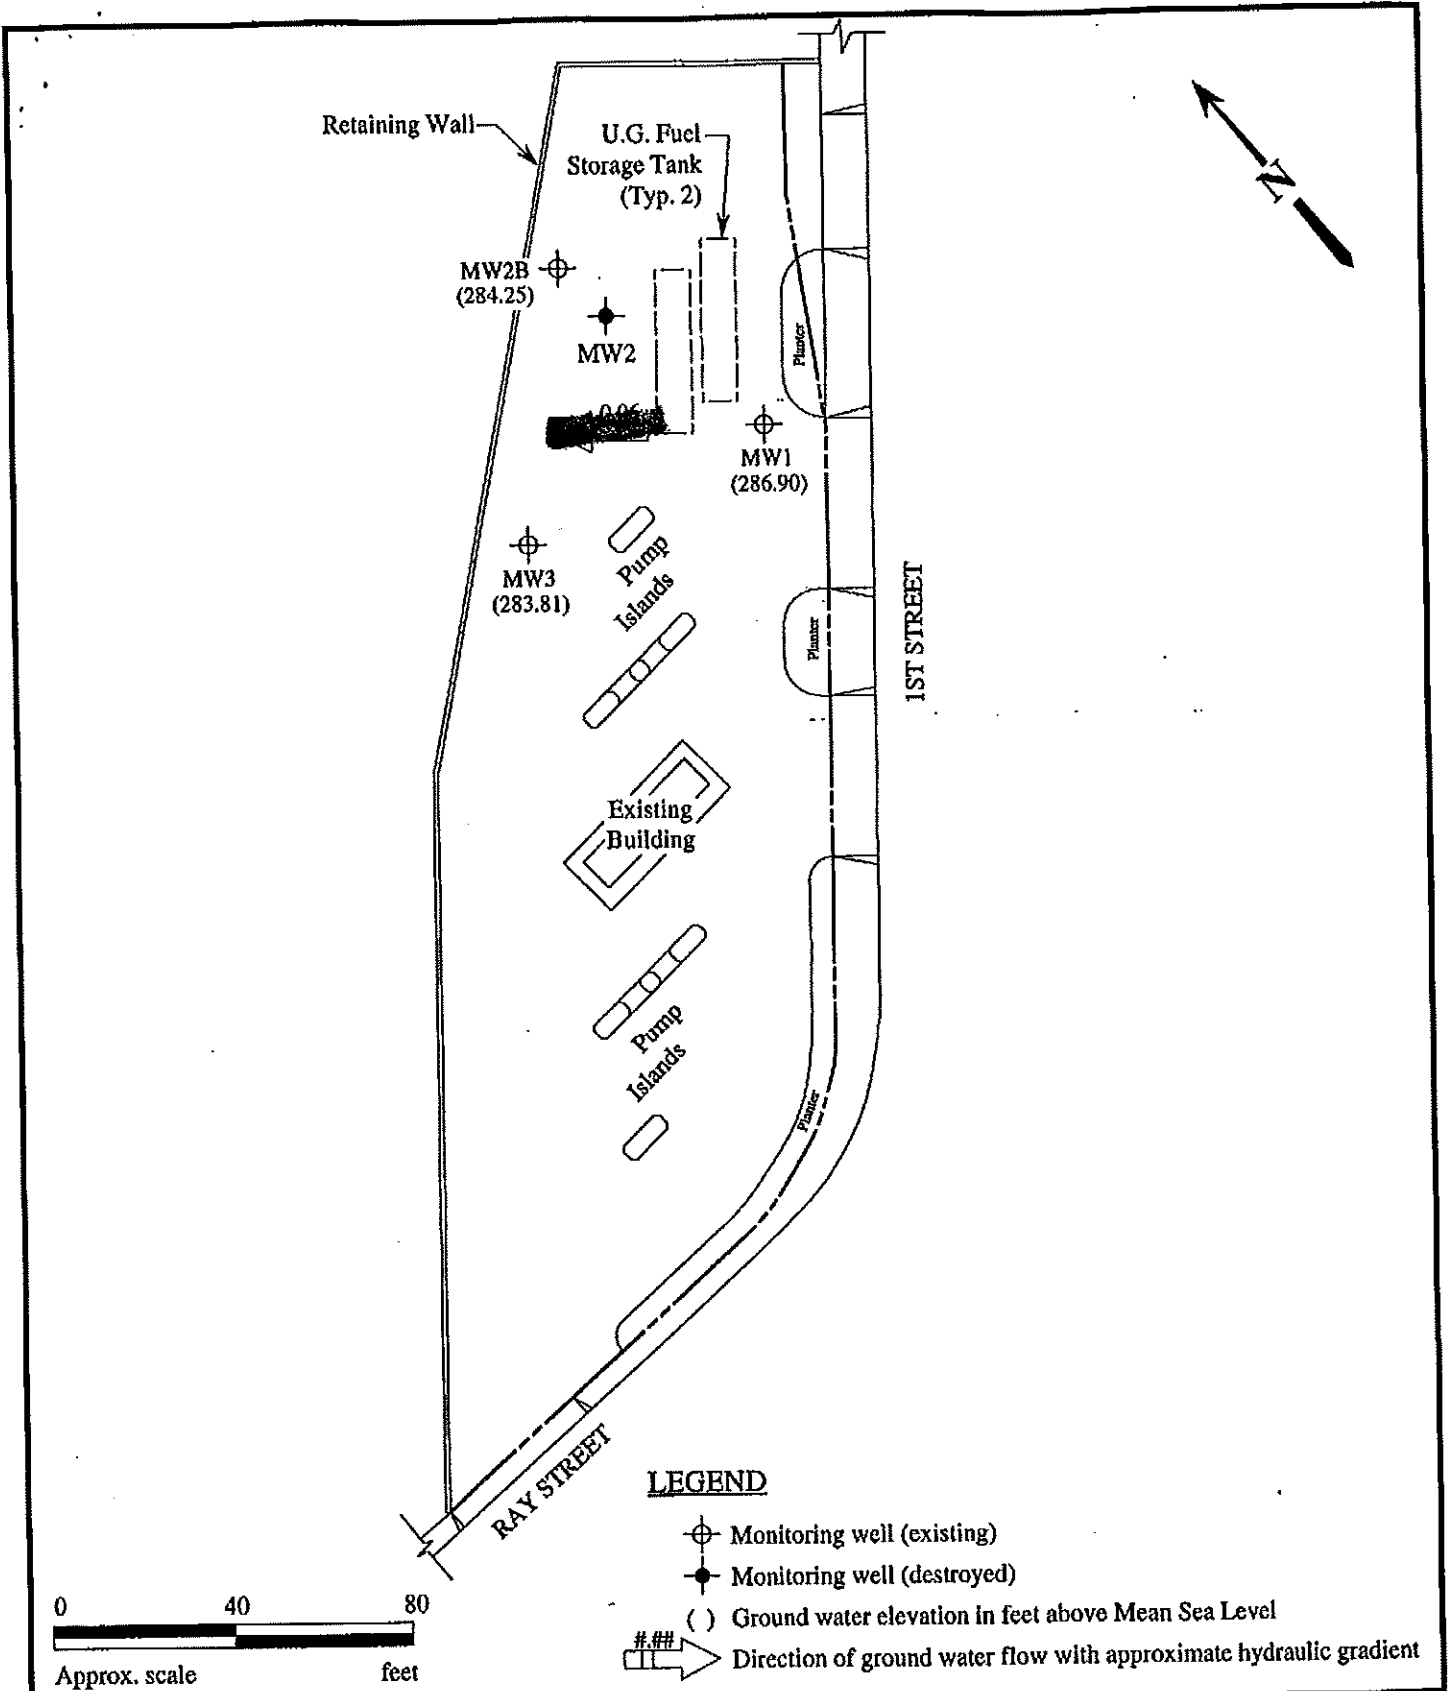 Retaining Wall
U.G. Fuel
Storage Tank
(Typ. 2)
N
MW2B
(284.25)
MW2
Planter
0.06
MW1
(286.90)
MW3
(283.81)
Pump
Islands
Planter
1ST STREET
Existing
Building
Pump
Islands
Planter
RAY STREET
LEGEND
Monitoring well (existing)
Monitoring well (destroyed)
( ) Ground water elevation in feet above Mean Sea Level
#.##
Direction of ground water flow with approximate hydraulic gradient
0 40 80
Approx. scale feet